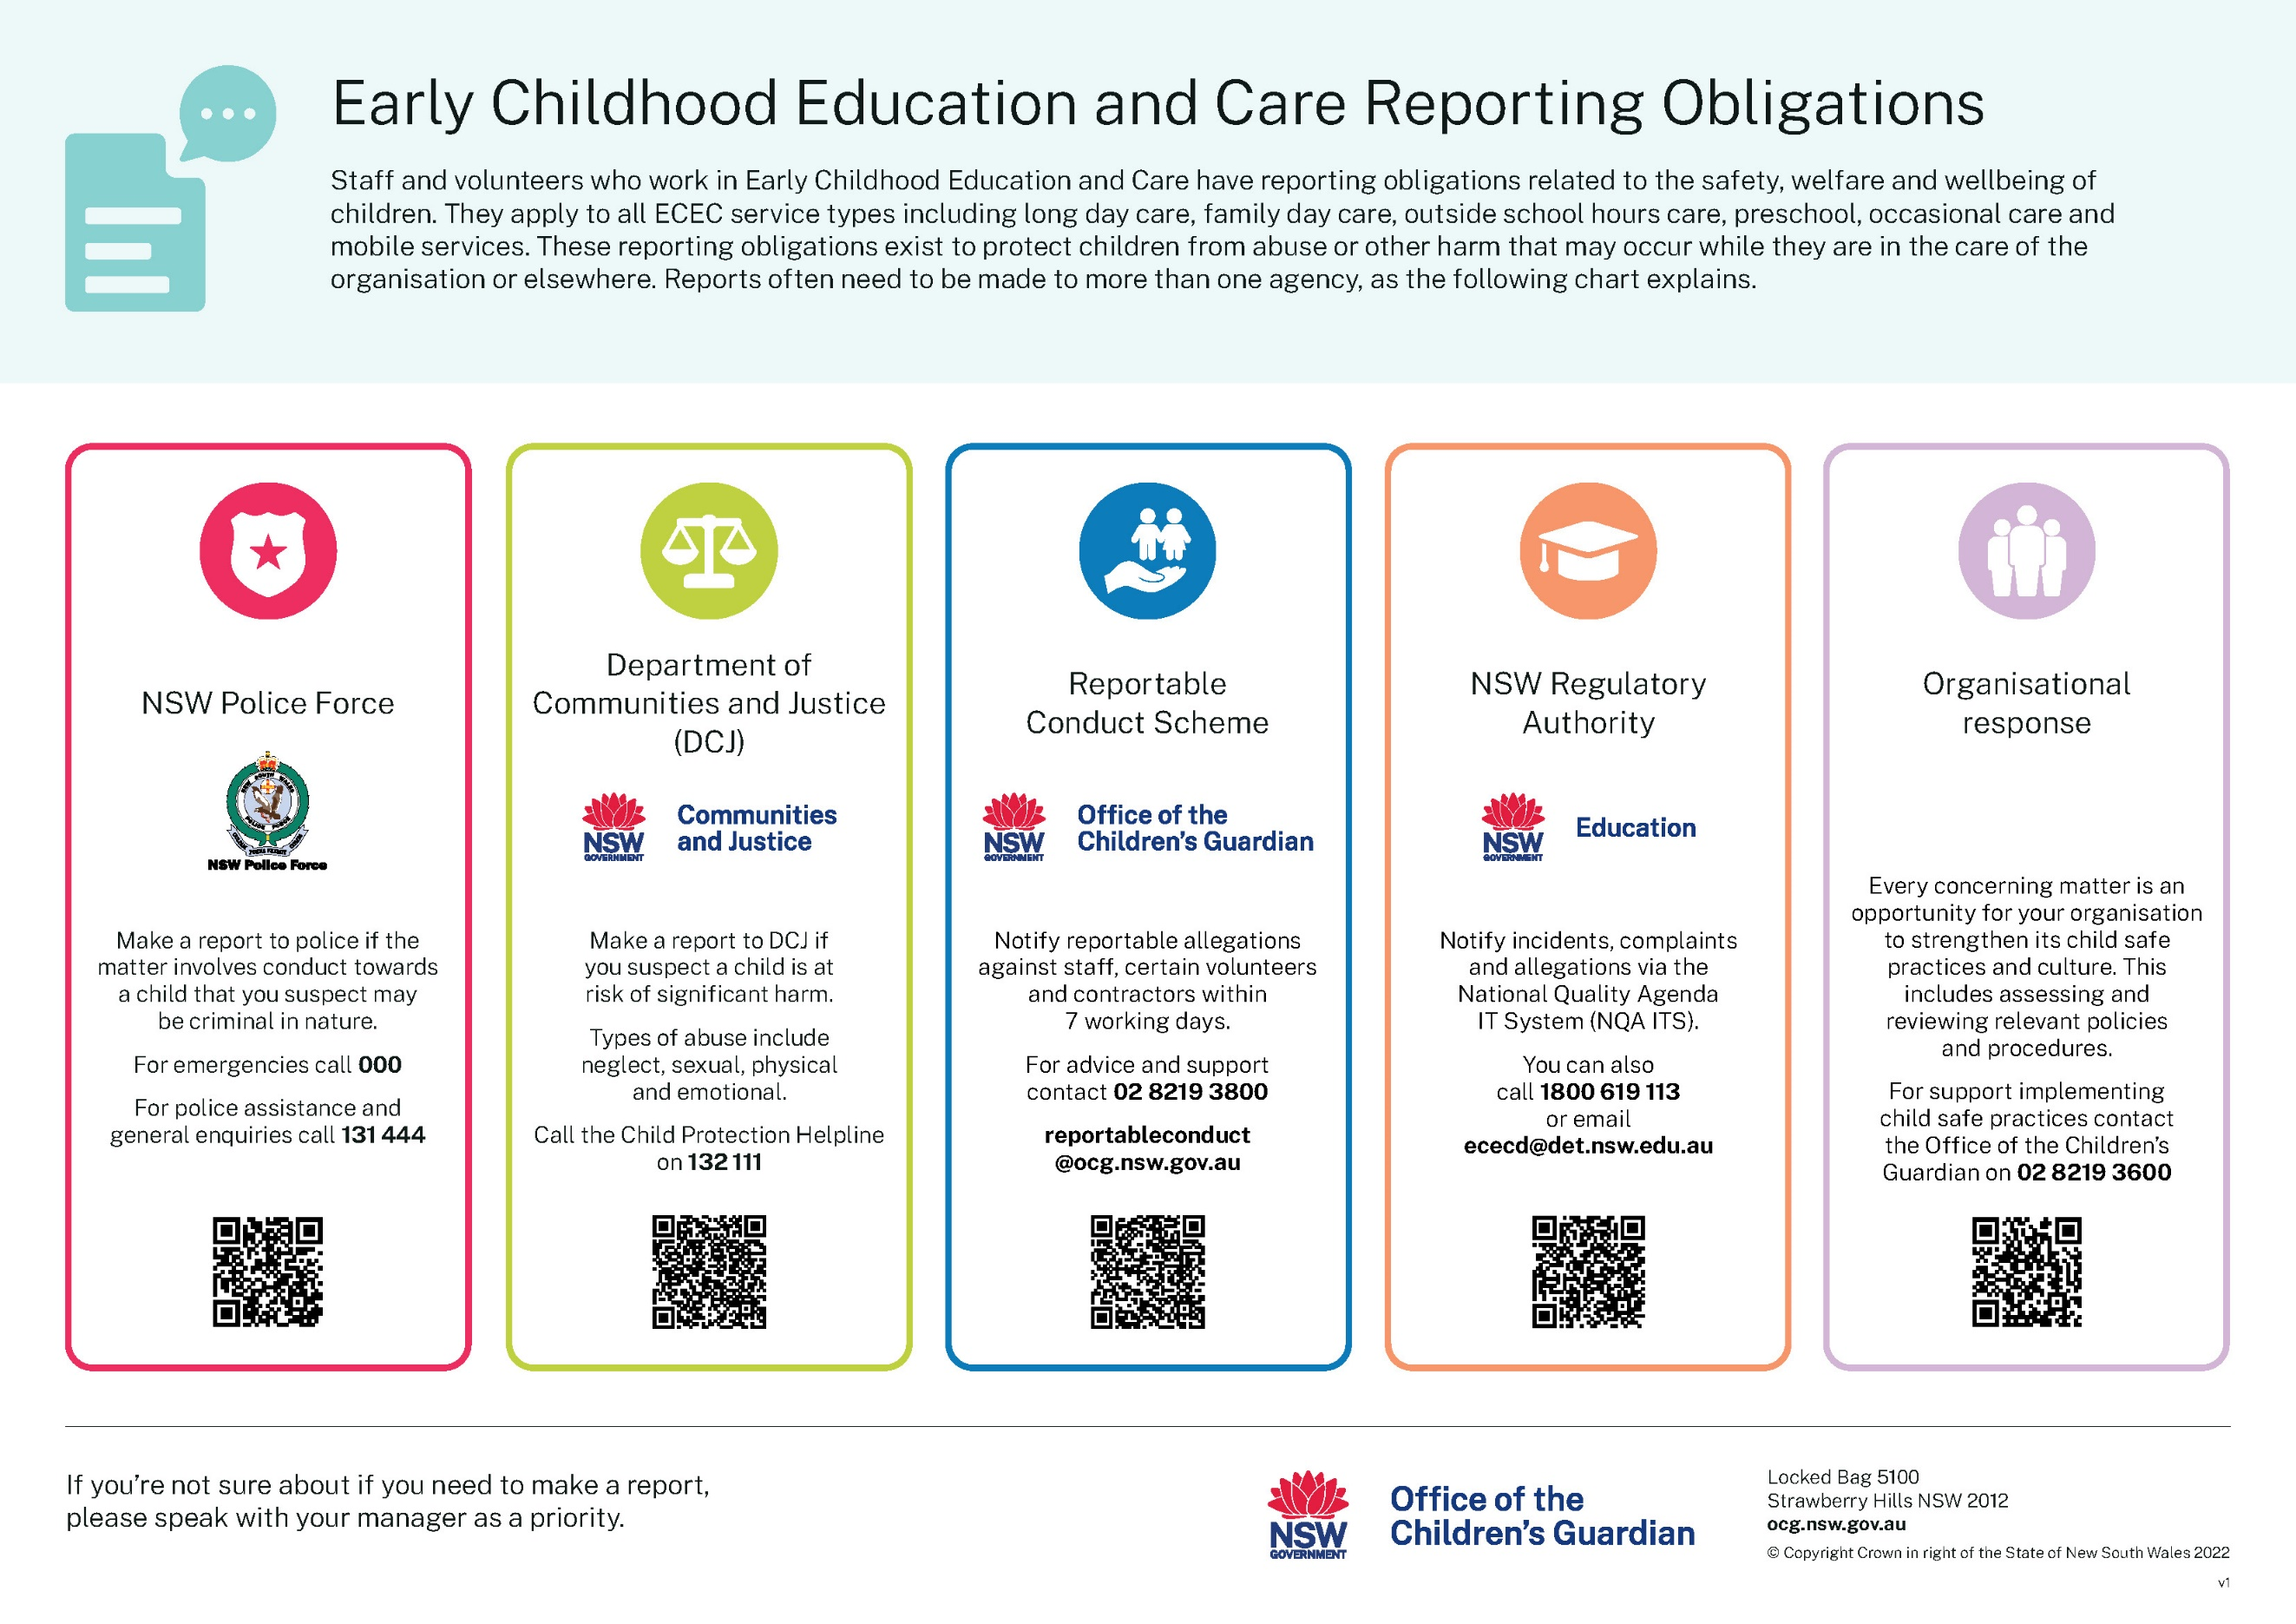 Early Childhood Education and Care Reporting Obligations
Staff and volunteers who work in Early Childhood Education and Care have reporting obligations related to the safety, welfare and wellbeing of
children. They apply to all ECEC service types including long day care, family day care, outside school hours care, preschool, occasional care and
mobile services. These reporting obligations exist to protect children from abuse or other harm that may occur while they are in the care of the
organisation or elsewhere. Reports often need to be made to more than one agency, as the following chart explains.
NSW Police Force
NSW Police Force
Make a report to police if the
matter involves conduct towards
a child that you suspect may
be criminal in nature.
For emergencies call 000
For police assistance and
general enquiries call 131 444
Department of
Communities and Justice
(DCJ)
NSW
GOVERNMENT
Communities
and Justice
Make a report to DCJ if
you suspect a child is at
risk of significant harm.
Types of abuse include
neglect, sexual, physical
and emotional.
Call the Child Protection Helpline
on 132 111
Reportable
Conduct Scheme
NSW
GOVERNMENT
Office of the
Children's Guardian
Notify reportable allegations
against staff, certain volunteers
and contractors within
7 working days.
For advice and support
contact 02 8219 3800
reportableconduct
@ocg.nsw.gov.au
NSW Regulatory
Authority
NSW
GOVERNMENT
Education
Notify incidents, complaints
and allegations via the
National Quality Agenda
IT System (NQA ITS).
You can also
call 1800 619 113
or email
ececd@det.nsw.edu.au
Organisational
response
Every concerning matter is an
opportunity for your organisation
to strengthen its child safe
practices and culture. This
includes assessing and
reviewing relevant policies
and procedures.
For support implementing
child safe practices contact
the Office of the Children's
Guardian on 02 8219 3600
If you're not sure about if you need to make a report,
please speak with your manager as a priority.
NSW
GOVERNMENT
Office of the
Children's Guardian
Locked Bag 5100
Strawberry Hills NSW 2012
ocg.nsw.gov.au
© Copyright Crown in right of the State of New South Wales 2022
v1